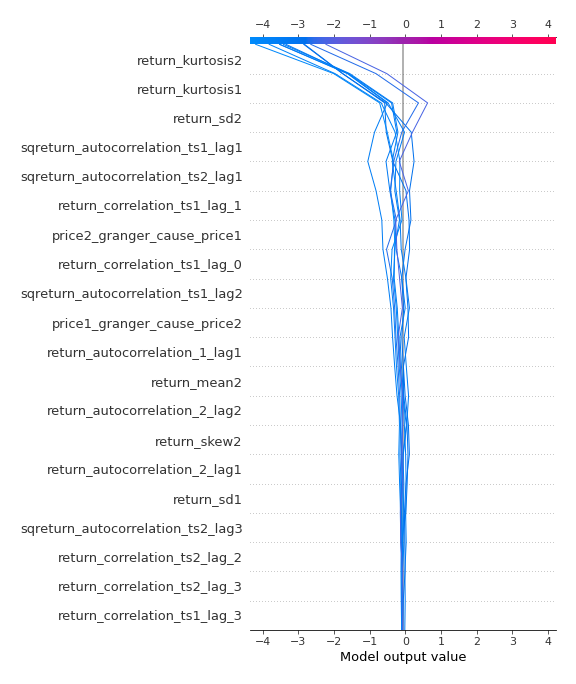 −4 −3 −2 −1 0 1 2 3 4
return_kurtosis2
return_kurtosis1
return_sd2
sqreturn_autocorrelation_ts1_lag1
sqreturn_autocorrelation_ts2_lag1
return_correlation_ts1_lag_1
price2_granger_cause_price1
return_correlation_ts1_lag_0
sqreturn_autocorrelation_ts1_lag2
price1_granger_cause_price2
return_autocorrelation_1_lag1
return_mean2
return_autocorrelation_2_lag2
return_skew2
return_autocorrelation_2_lag1
return_sd1
sqreturn_autocorrelation_ts2_lag3
return_correlation_ts2_lag_2
return_correlation_ts2_lag_3
return_correlation_ts1_lag_3
−4 −3 −2 −1 0 1 2 3 4
Model output value